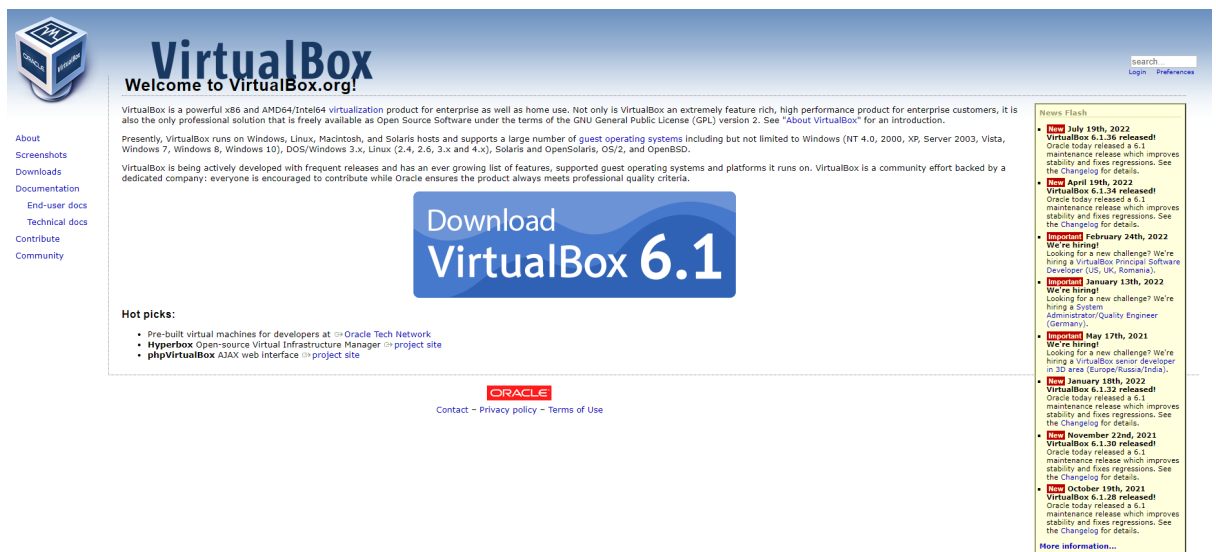 ORACLE
VirtualBox
VirtualBox
search...
Login Preferences
Welcome to VirtualBox.org!
VirtualBox is a powerful x86 and AMD64/Intel64 virtualization product for enterprise as well as home use. Not only is VirtualBox an extremely feature rich, high performance product for enterprise customers, it is
also the only professional solution that is freely available as Open Source Software under the terms of the GNU General Public License (GPL) version 2. See "About VirtualBox" for an introduction.
Presently, VirtualBox runs on Windows, Linux, Macintosh, and Solaris hosts and supports a large number of guest operating systems including but not limited to Windows (NT 4.0, 2000, XP, Server 2003, Vista,
Windows 7, Windows 8, Windows 10), DOS/Windows 3.x, Linux (2.4, 2.6, 3.x and 4.x), Solaris and OpenSolaris, OS/2, and OpenBSD.
VirtualBox is being actively developed with frequent releases and has an ever growing list of features, supported guest operating systems and platforms it runs on. VirtualBox is a community effort backed by a
dedicated company: everyone is encouraged to contribute while Oracle ensures the product always meets professional quality criteria.
About
Screenshots
Downloads
Documentation
End-user docs
Technical docs
Contribute
Community
Download
VirtualBox 6.1
Hot picks:
Pre-built virtual machines for developers at Oracle Tech Network
Hyperbox Open-source Virtual Infrastructure Manager project site
phpVirtualBox AJAX web interface project site
ORACLE
Contact – Privacy policy – Terms of Use
News Flash
New July 19th, 2022
VirtualBox 6.1.36 released!
Oracle today released a 6.1
maintenance release which improves
stability and fixes regressions. See
the Changelog for details.
New April 19th, 2022
VirtualBox 6.1.34 released!
Oracle today released a 6.1
maintenance release which improves
stability and fixes regressions. See
the Changelog for details.
Important February 24th, 2022
We're hiring!
Looking for a new challenge? We're
hiring a VirtualBox Principal Software
Developer (US, UK, Romania).
Important January 13th, 2022
We're hiring!
Looking for a new challenge? We're
hiring a System
Administrator/Quality Engineer
(Germany).
Important May 17th, 2021
We're hiring!
Looking for a new challenge? We're
hiring a VirtualBox senior developer
in 3D area (Europe/Russia/India).
New January 18th, 2022
VirtualBox 6.1.32 released!
Oracle today released a 6.1
maintenance release which improves
stability and fixes regressions. See
the Changelog for details.
New November 22nd, 2021
VirtualBox 6.1.30 released!
Oracle today released a 6.1
maintenance release which improves
stability and fixes regressions. See
the Changelog for details.
New October 19th, 2021
VirtualBox 6.1.28 released!
Oracle today released a 6.1
maintenance release which improves
stability and fixes regressions. See
the Changelog for details.
More information...